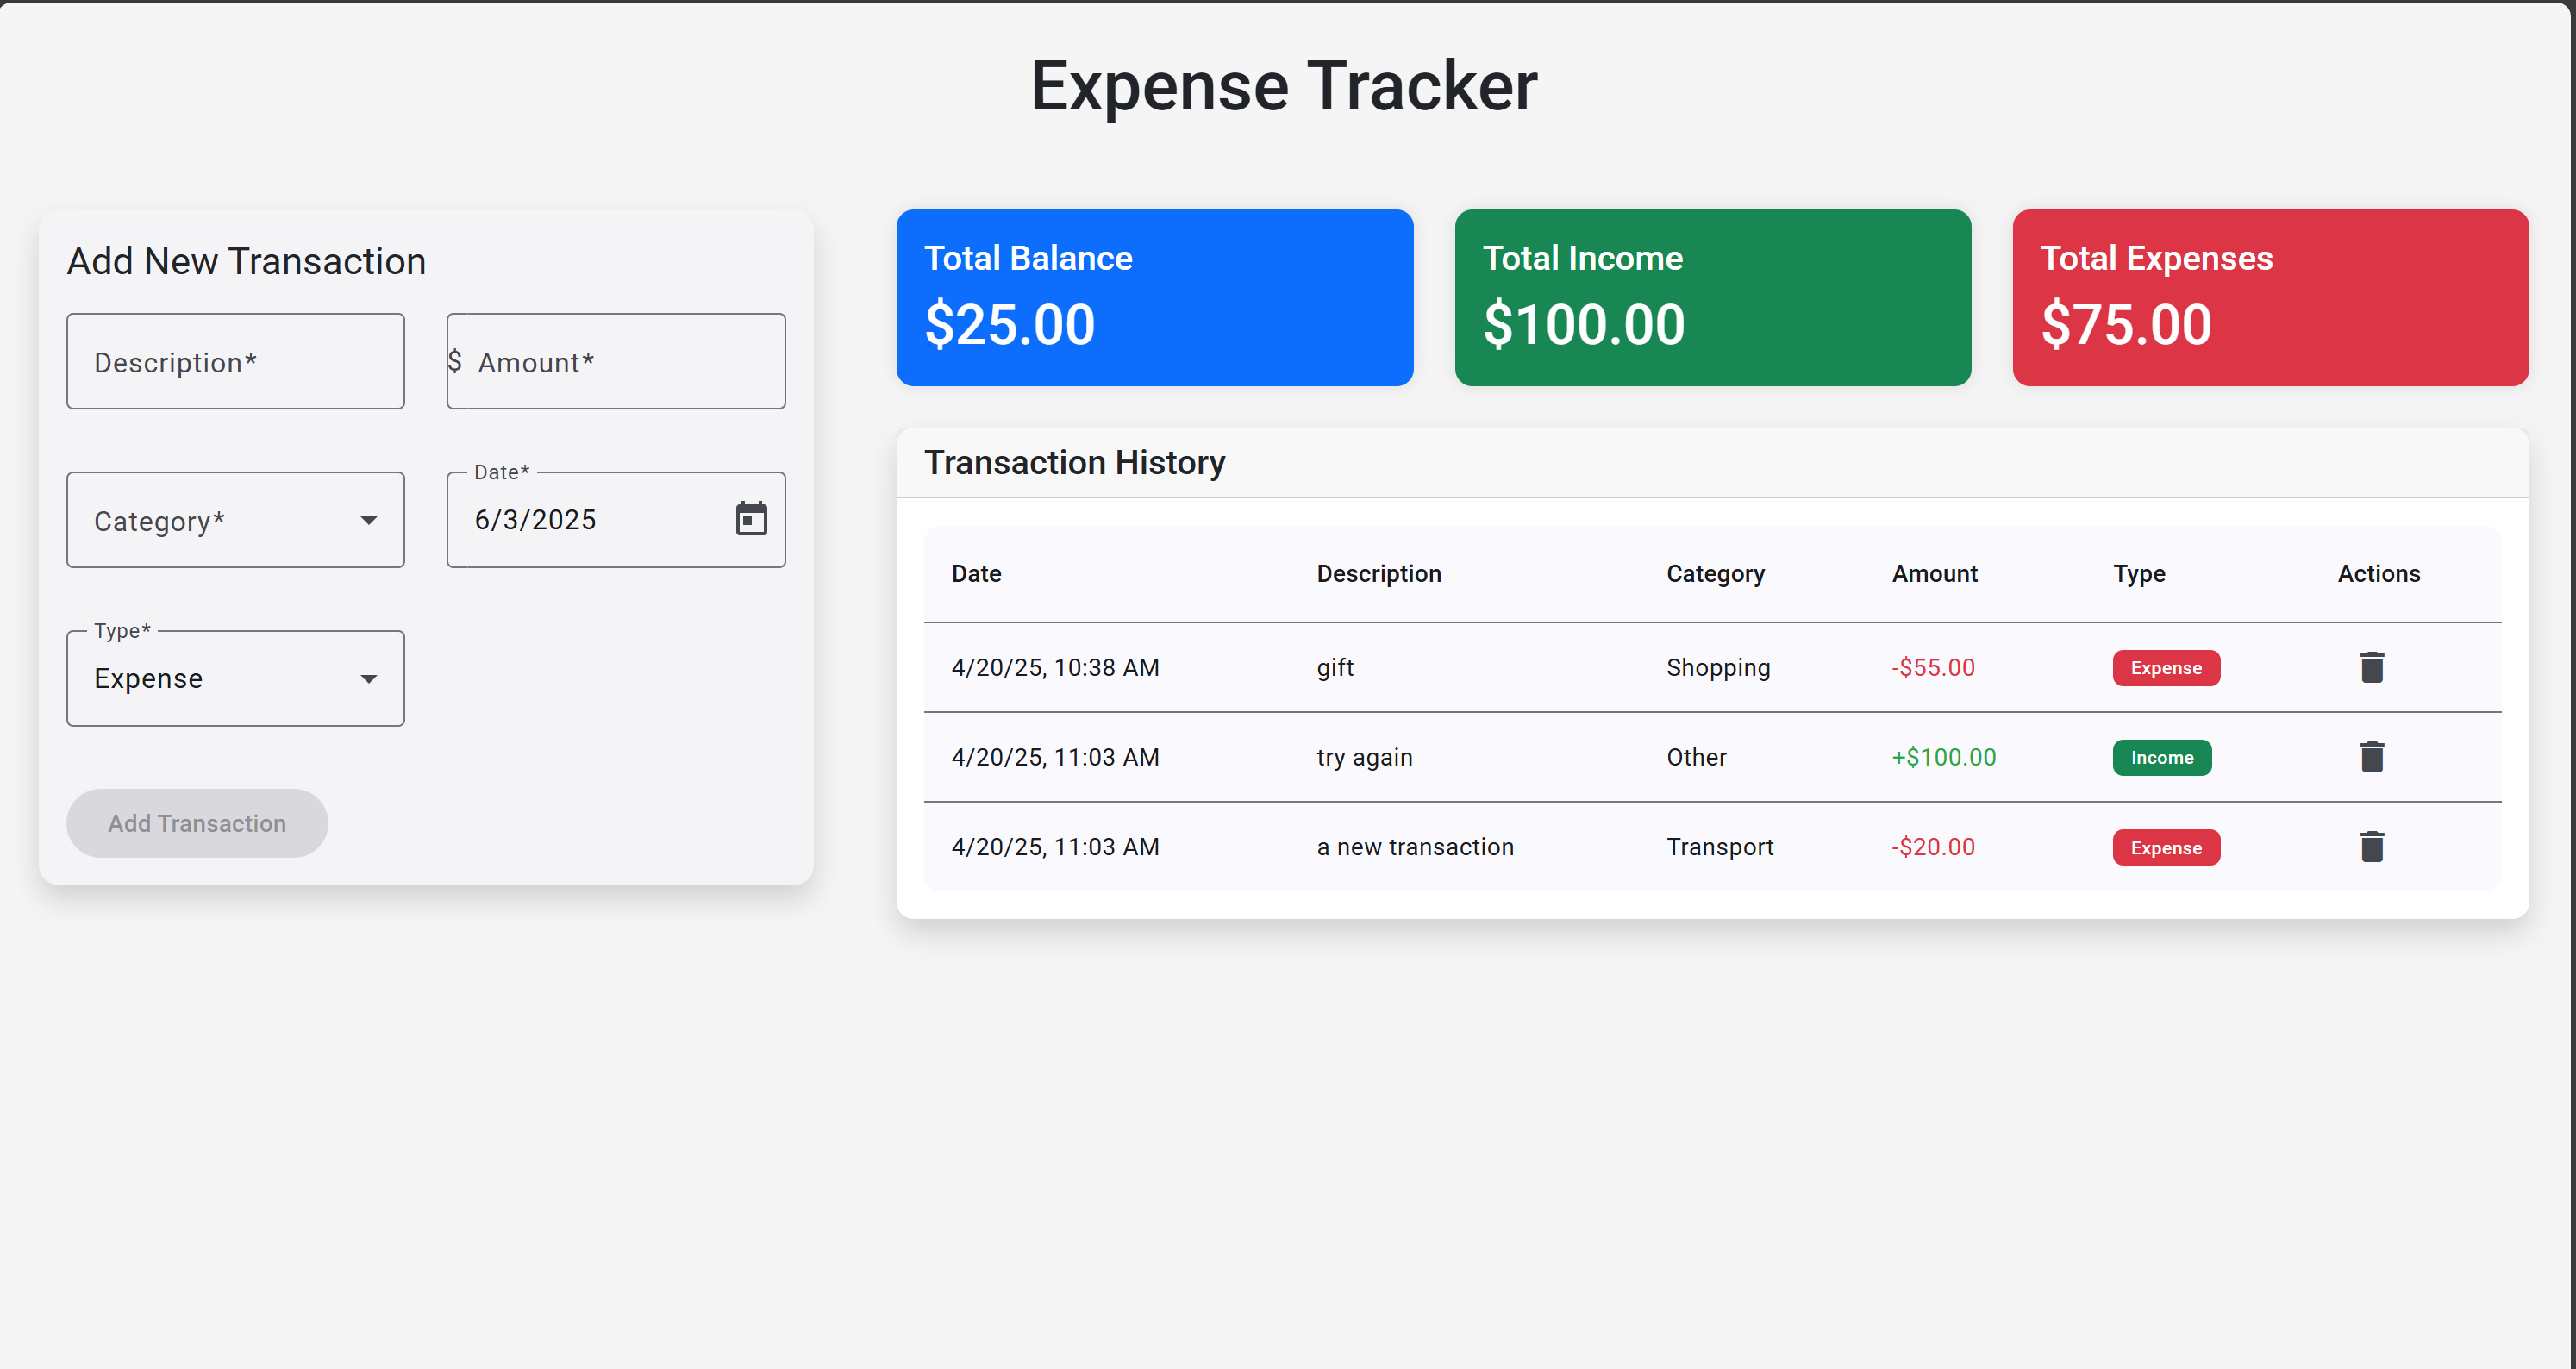 Expense Tracker
Add New Transaction
Description*
$ Amount*
Category*
Date*
6/3/2025
Type*
Expense
Add Transaction
Total Balance
$25.00
Total Income
$100.00
Total Expenses
$75.00
Transaction History
Date Description Category Amount Type Actions
4/20/25, 10:38 AM gift Shopping -$55.00 Expense
4/20/25, 11:03 AM try again Other +$100.00 Income
4/20/25, 11:03 AM a new transaction Transport -$20.00 Expense